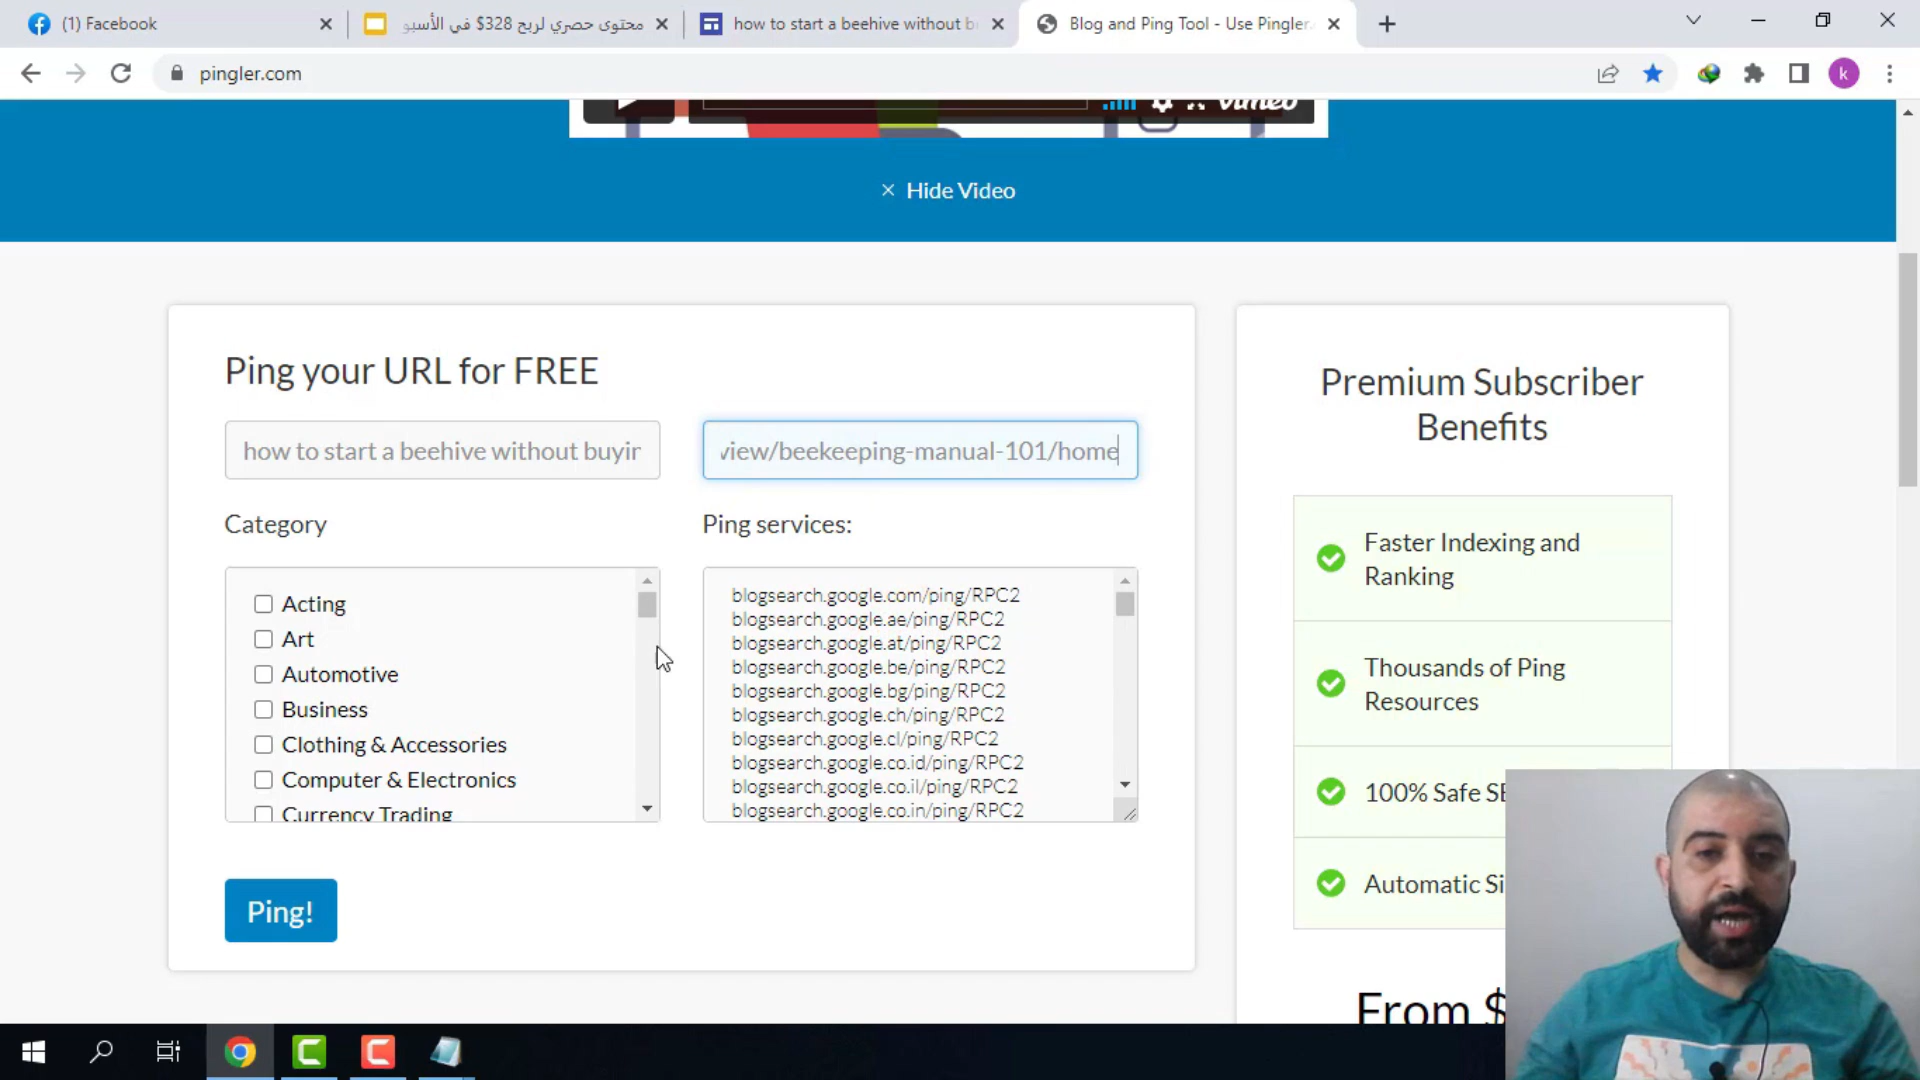 (1) Facebook
محتوى حصري لربح 328$ في الأسبو
how to start a beehive without b
Blog and Ping Tool - Use Pingler.
pingler.com
vimeo
Hide Video
Ping your URL for FREE
how to start a beehive without buyir
view/beekeeping-manual-101/home
Category
Ping services:
Acting
Art
Automotive
Business
Clothing & Accessories
Computer & Electronics
Currency Trading
blogsearch.google.com/ping/RPC2
blogsearch.google.ae/ping/RPC2
blogsearch.google.at/ping/RPC2
blogsearch.google.be/ping/RPC2
blogsearch.google.bg/ping/RPC2
blogsearch.google.ch/ping/RPC2
blogsearch.google.cl/ping/RPC2
blogsearch.google.co.id/ping/RPC2
blogsearch.google.co.il/ping/RPC2
blogsearch.google.co.in/ping/RPC2
Ping!
Premium Subscriber
Benefits
Faster Indexing and
Ranking
Thousands of Ping
Resources
100% Safe SE
Automatic Si
From $
k